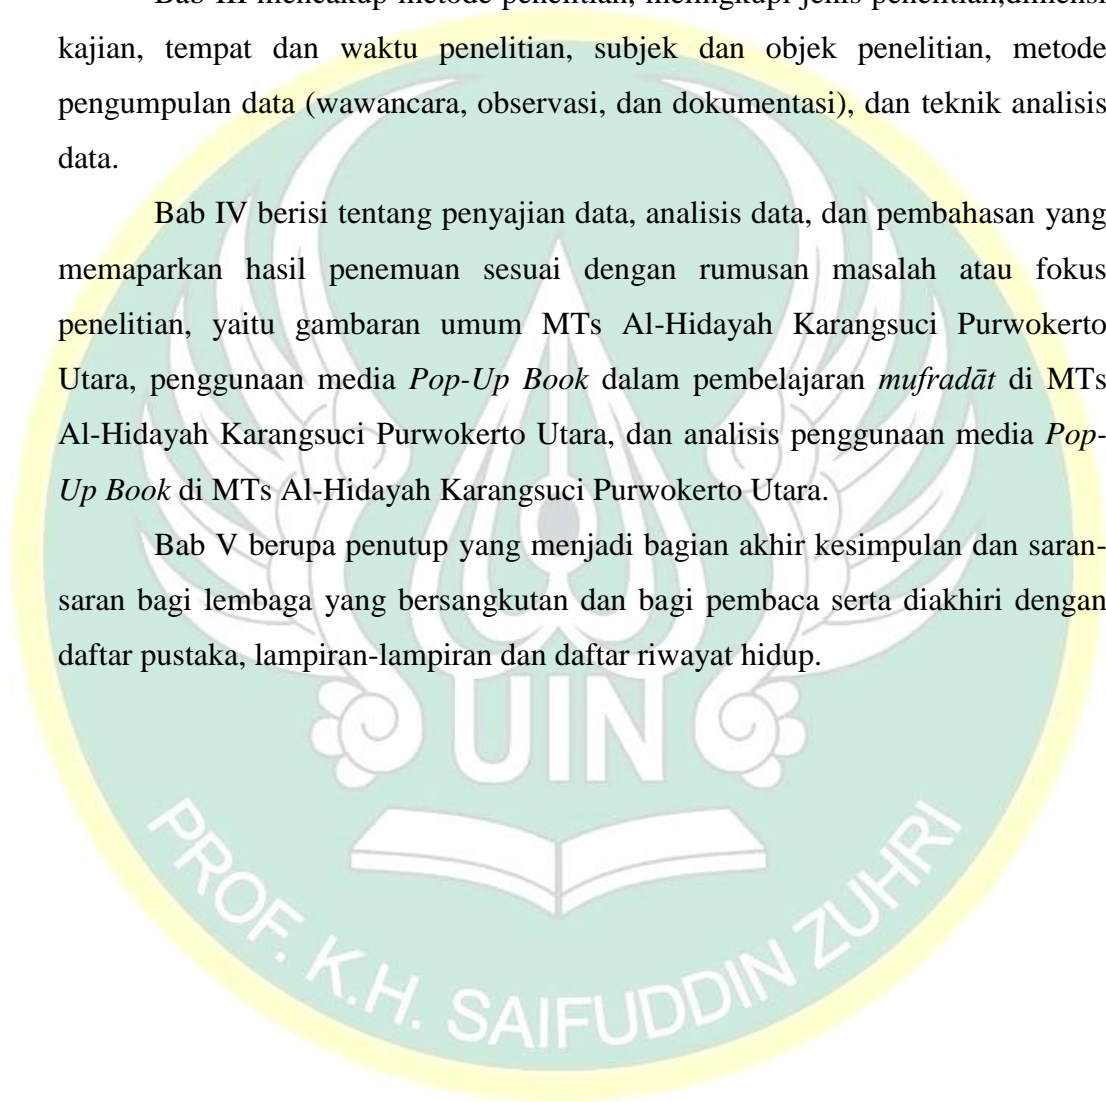 Bab III mencakup metode penelitian, melingkupi jenis penelitian,dimensi
kajian, tempat dan waktu penelitian, subjek dan objek penelitian, metode
pengumpulan data (wawancara, observasi, dan dokumentasi), dan teknik analisis
data.
Bab IV berisi tentang penyajian data, analisis data, dan pembahasan yang
memaparkan hasil penemuan sesuai dengan rumusan masalah atau fokus
penelitian, yaitu gambaran umum MTs Al-Hidayah Karangsuci Purwokerto
Utara, penggunaan media Pop-Up Book dalam pembelajaran mufradāt di MTs
Al-Hidayah Karangsuci Purwokerto Utara, dan analisis penggunaan media Pop-
Up Book di MTs Al-Hidayah Karangsuci Purwokerto Utara.
Bab V berupa penutup yang menjadi bagian akhir kesimpulan dan saran-
saran bagi lembaga yang bersangkutan dan bagi pembaca serta diakhiri dengan
daftar pustaka, lampiran-lampiran dan daftar riwayat hidup.
UIN
PROF. K.H. SAIFUDDIN ZUHRI